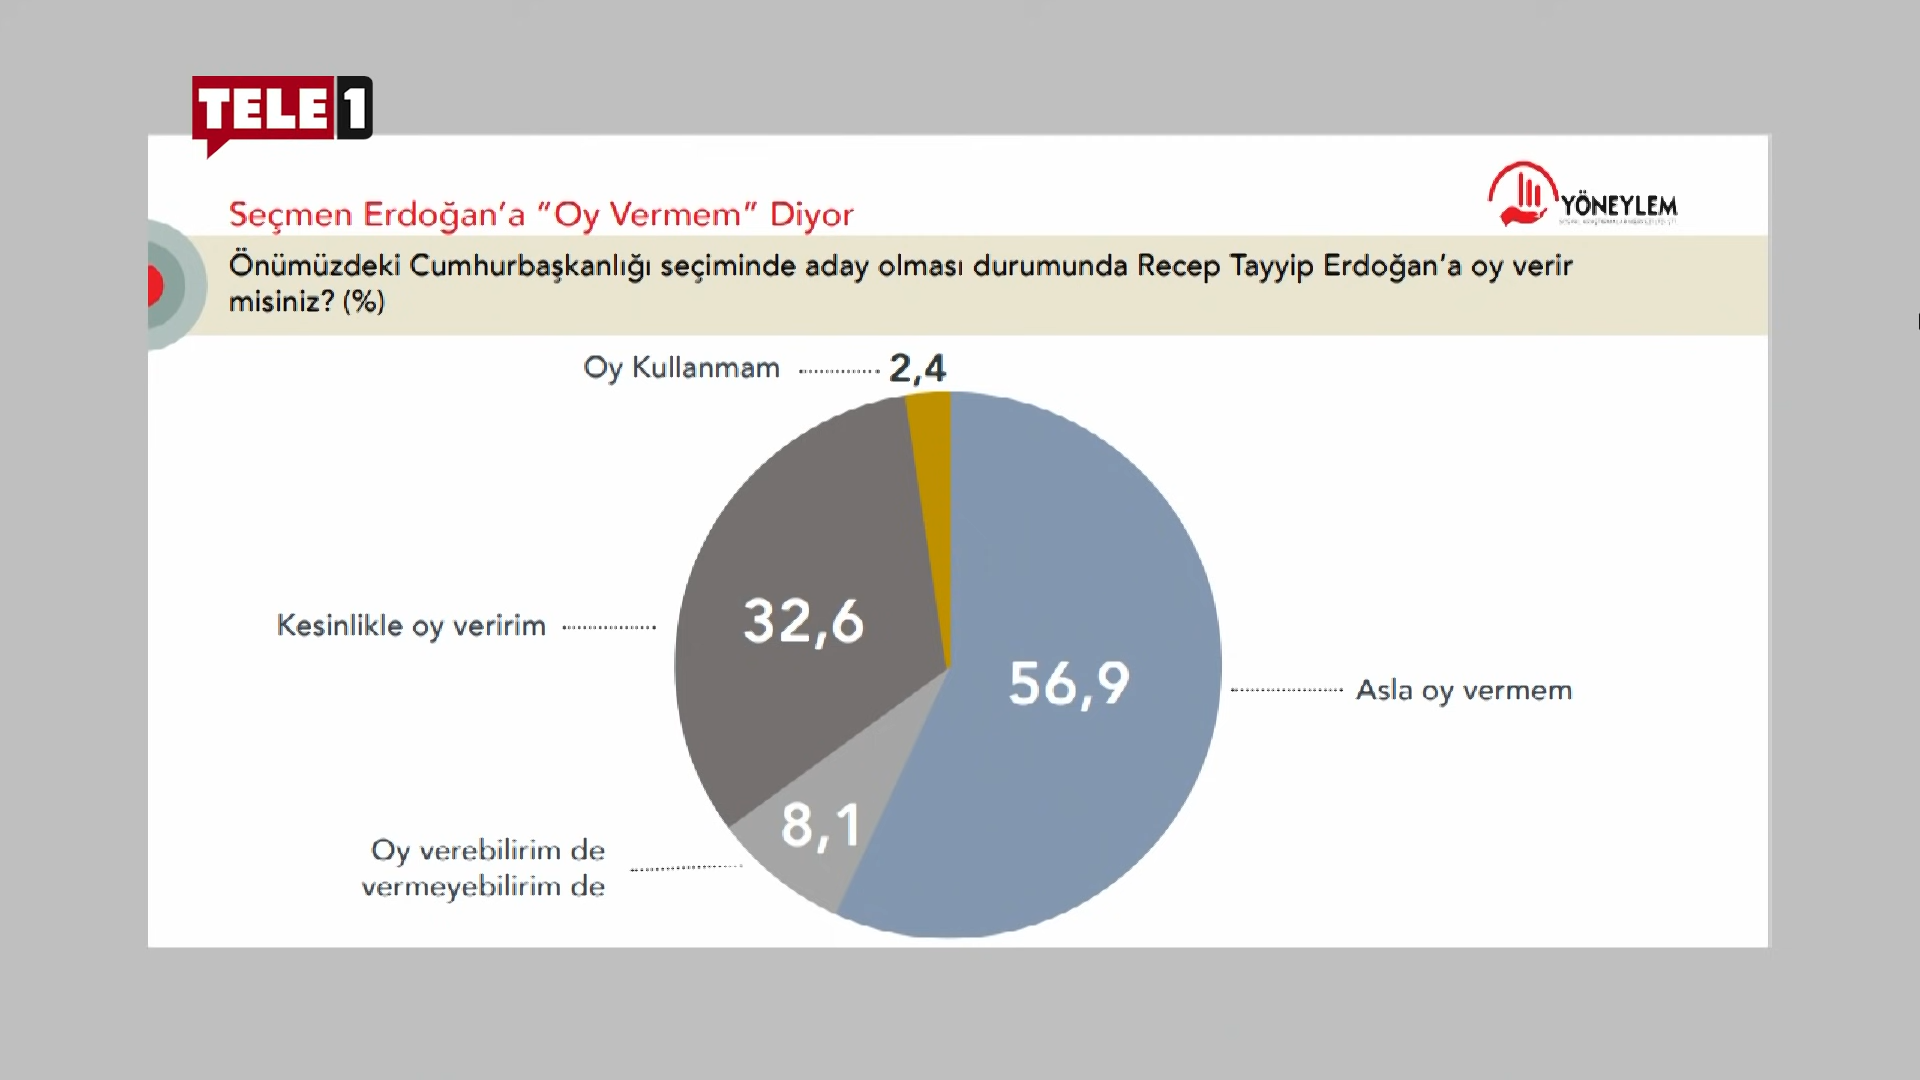 TELE1
YÖNEYLEM
Seçmen Erdoğan’a “Oy Vermem” Diyor
Önümüzdeki Cumhurbaşkanlığı seçiminde aday olması durumunda Recep Tayyip Erdoğan’a oy verir
misiniz? (%)
Oy Kullanmam 2,4
Kesinlikle oy veririm 32,6
56,9 Asla oy vermem
8,1
Oy verebilirim de
vermeyebilirim de